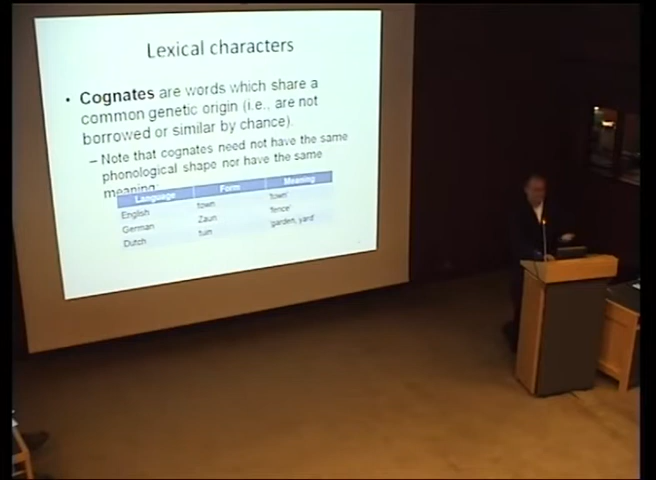 Lexical characters
• Cognates are words which share a
common genetic origin (i.e., are not
borrowed or similar by chance).
– Note that cognates need not have the same
phonological shape nor have the same
meaning:
Language Form Meaning
English town 'town'
German Zaun 'fence'
Dutch tuin 'garden, yard'